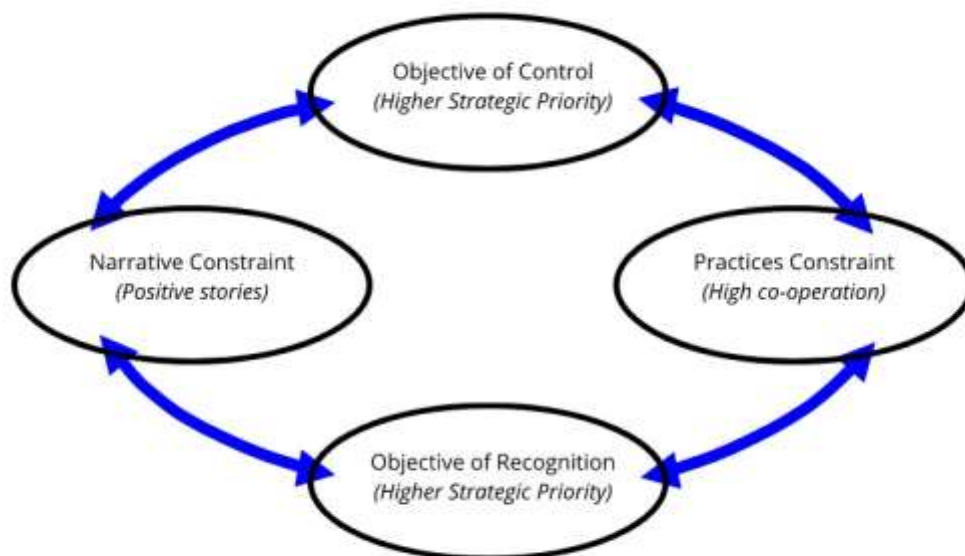 Objective of Control
(Higher Strategic Priority)
Narrative Constraint
(Positive stories)
Practices Constraint
(High co-operation)
Objective of Recognition
(Higher Strategic Priority)